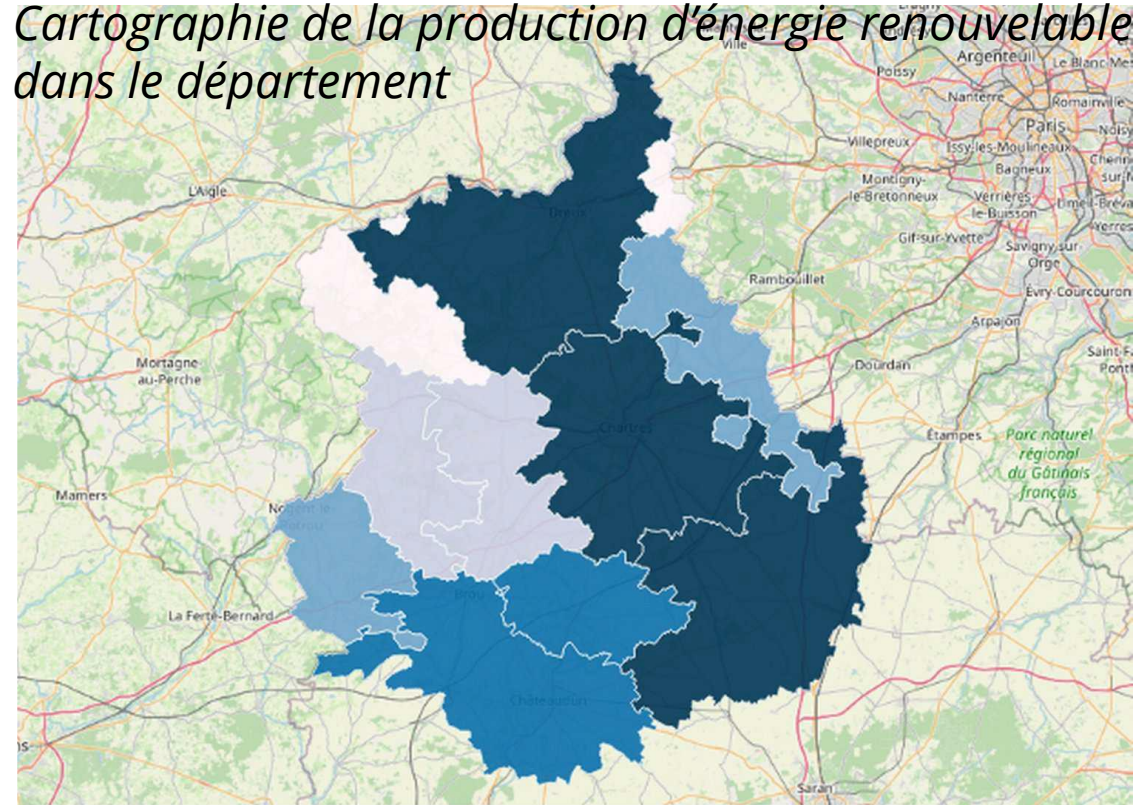 Cartographie de la production d'énergie renouvelable
dans le département
Ville
Argenteuil
Poissy
Nanterre
Romainville
Paris
Villepreux
Issy-les-Moulineaux
Bagneux
L'Aigle
Montigny-
le-Bretonneux
Verrières-
le-Buisson
Dreux
Gif-sur-Yvette
Savigny-sur-
Orge
Rambouillet
Évry-Courcouron
Arpajon
Mortagne-
au-Perche
Dourdan
Chartres
Étampes
Parc naturel
régional
du Gâtinais
français
Mamers
Nogent-le-
Rotrou
Brou
La Ferté-Bernard
Châteaudun
Saran